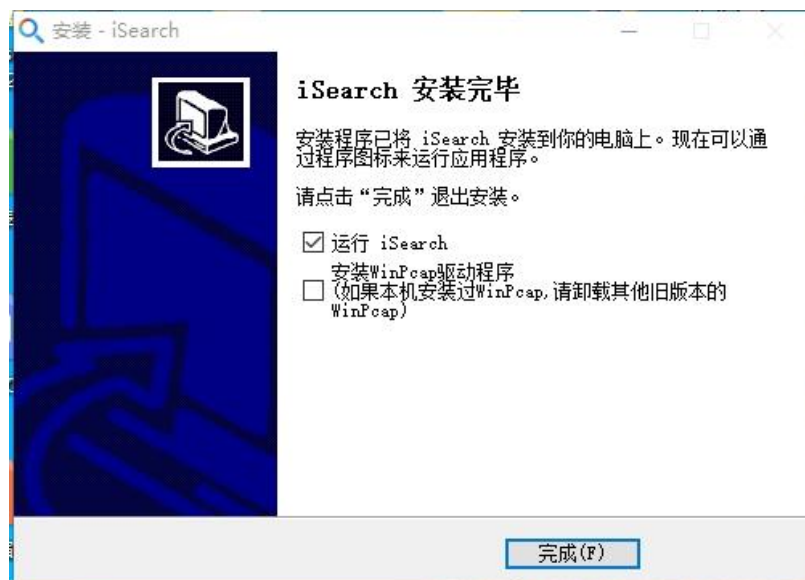 安装 - iSearch
iSearch 安装完毕
安装程序已将 iSearch 安装到你的电脑上。现在可以通
过程序图标来运行应用程序。
请点击“完成”退出安装。
运行 iSearch
安装WinPcap驱动程序
(如果本机安装过WinPcap,请卸载其他旧版本的
WinPcap)
完成(F)